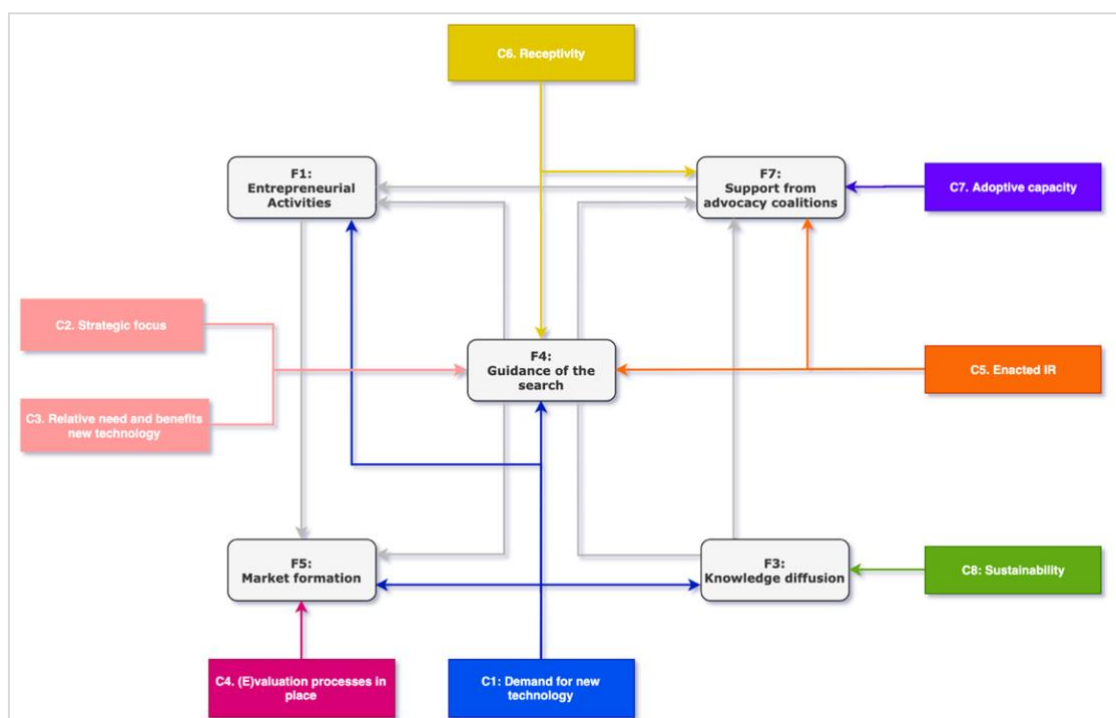 C6. Receptivity
F1:
Entrepreneurial
Activities
F7:
Support from
advocacy coalitions
C7. Adoptive capacity
C2. Strategic focus
F4:
Guidance of the
search
C5. Enacted IR
C3. Relative need and benefits
new technology
F5:
Market formation
F3:
Knowledge diffusion
C8: Sustainability
C4. (E)valuation processes in
place
C1: Demand for new
technology